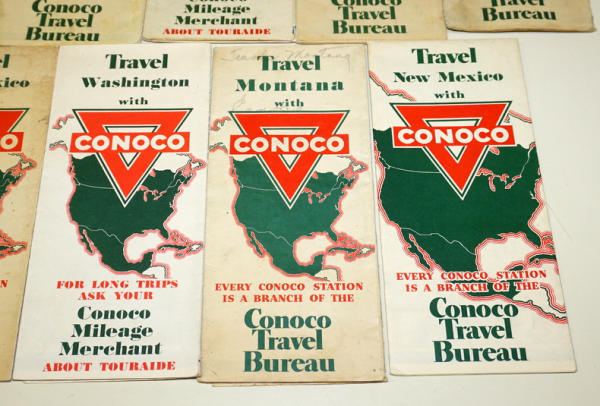 Conoco
Travel
Bureau
Conoco
Mileage
Merchant
ABOUT TOURAIDE
Conoco
Travel
Bureau
Travel
Bureau
Travel
Washington
with
CONOCO
FOR LONG TRIPS
ASK YOUR
Conoco
Mileage
Merchant
ABOUT TOURAIDE
Travel
Montana
with
CONOCO
EVERY CONOCO STATION
IS A BRANCH OF THE
Conoco
Travel
Bureau
Travel
New Mexico
with
CONOCO
EVERY CONOCO STATION
IS A BRANCH OF THE
Conoco
Travel
Bureau